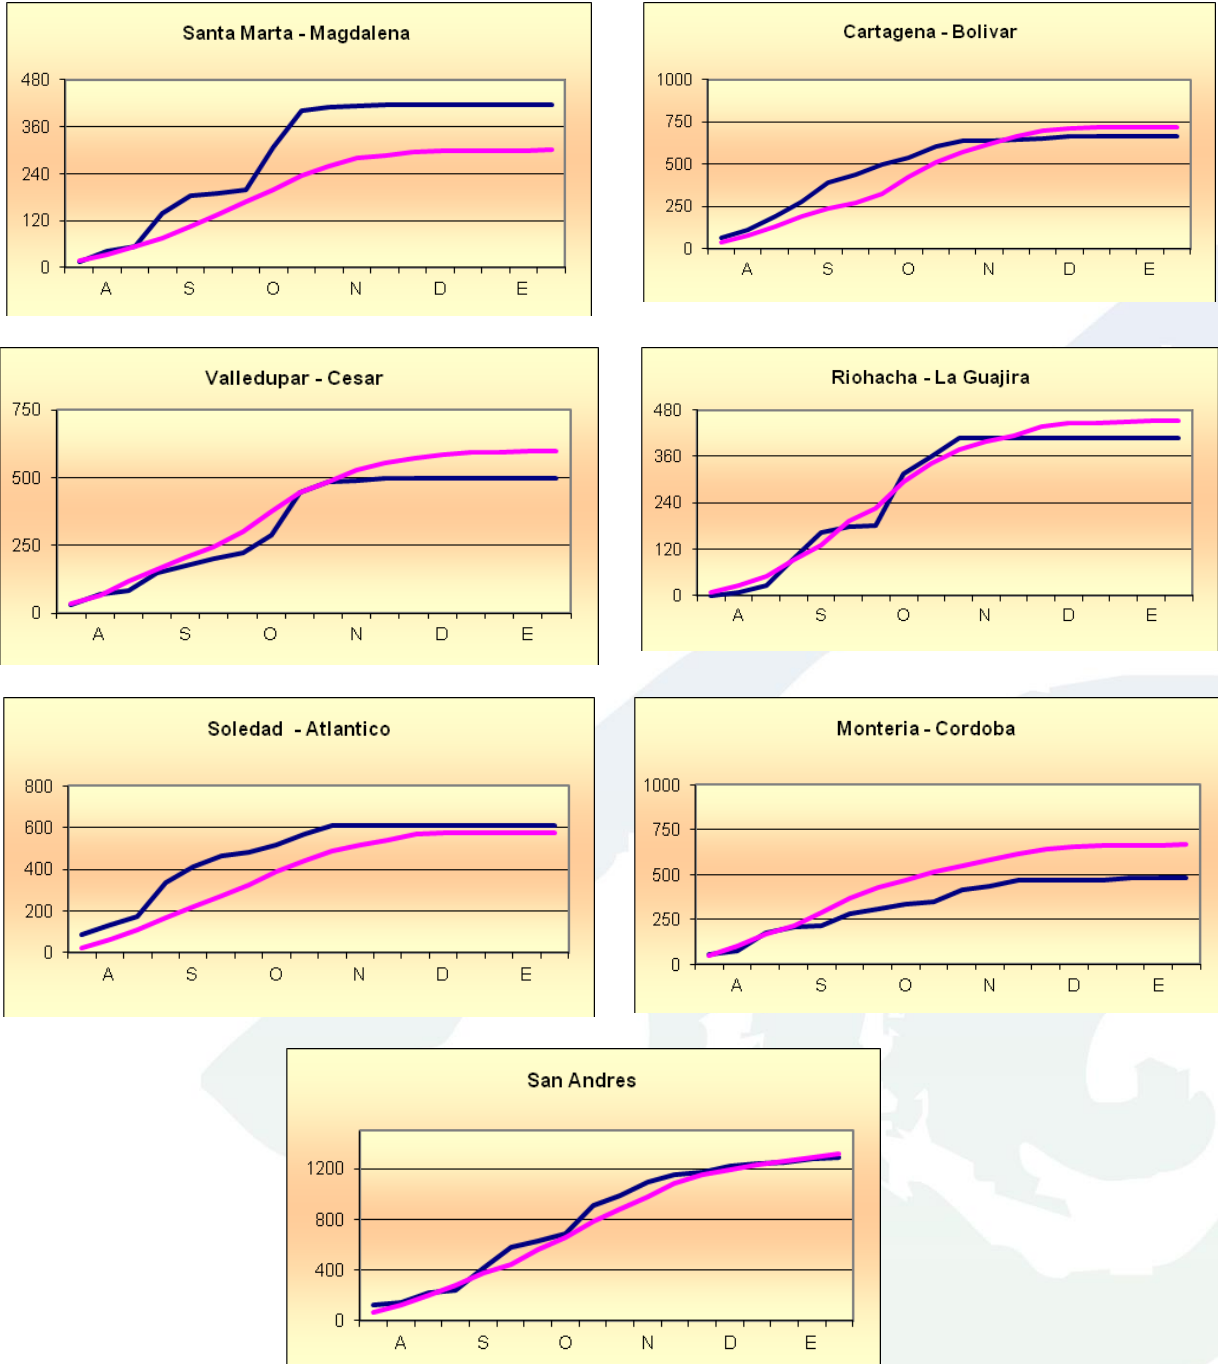 Santa Marta - Magdalena
480
360
240
120
0
A S O N D E
Cartagena - Bolivar
1000
750
500
250
0
A S O N D E
Valledupar - Cesar
750
500
250
0
A S O N D E
Riohacha - La Guajira
480
360
240
120
0
A S O N D E
Soledad - Atlantico
800
600
400
200
0
A S O N D E
Monteria - Cordoba
1000
750
500
250
0
A S O N D E
San Andres
1200
800
400
0
A S O N D E